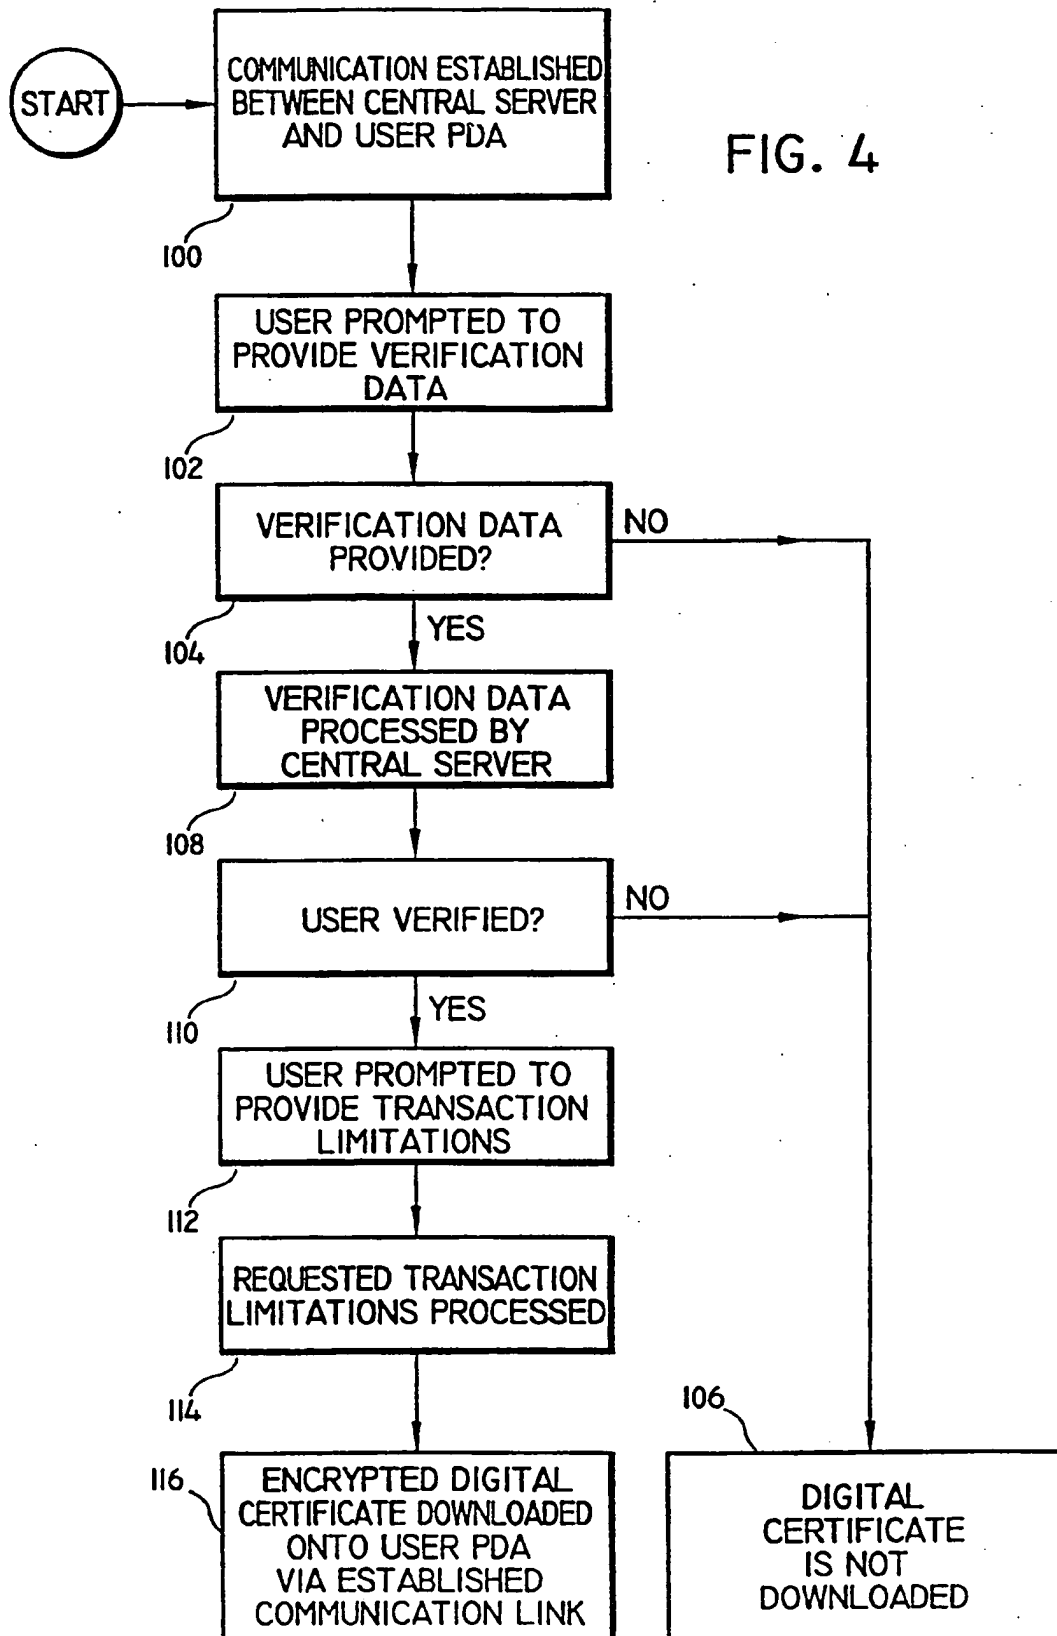 START
COMMUNICATION ESTABLISHED
BETWEEN CENTRAL SERVER
AND USER PDA
FIG. 4
100
USER PROMPTED TO
PROVIDE VERIFICATION
DATA
102
VERIFICATION DATA
PROVIDED?
NO
104
YES
VERIFICATION DATA
PROCESSED BY
CENTRAL SERVER
108
USER VERIFIED?
NO
110
YES
USER PROMPTED TO
PROVIDE TRANSACTION
LIMITATIONS
112
REQUESTED TRANSACTION
LIMITATIONS PROCESSED
114
116
ENCRYPTED DIGITAL
CERTIFICATE DOWNLOADED
ONTO USER PDA
VIA ESTABLISHED
COMMUNICATION LINK
106
DIGITAL
CERTIFICATE
IS NOT
DOWNLOADED